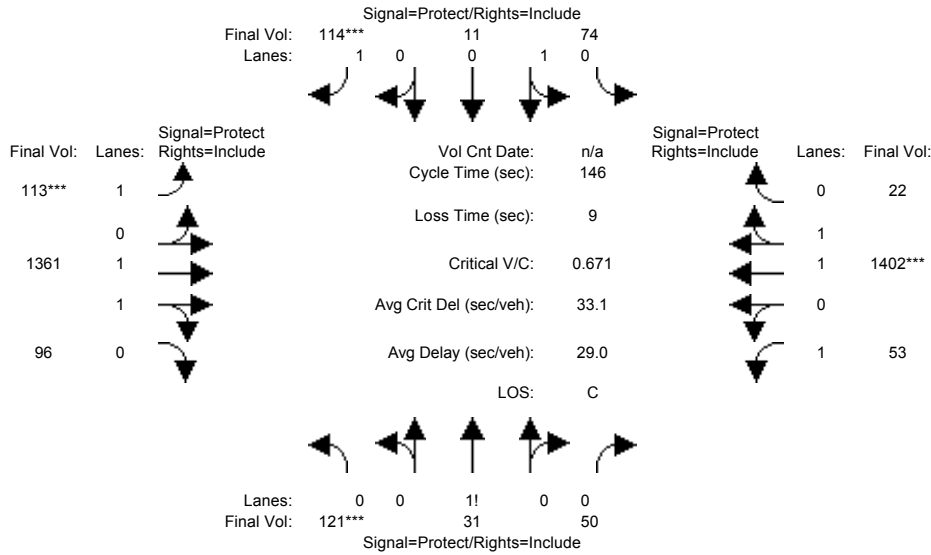 Signal=Protect/Rights=Include
Final Vol: 114*** 11 74
Lanes: 1 0 0 1 0
Signal=Protect
Final Vol: Lanes: Rights=Include
Vol Cnt Date: n/a
Signal=Protect
Rights=Include Lanes: Final Vol:
Cycle Time (sec): 146
113*** 1
0 22
Loss Time (sec): 9
0
1
1361 1
Critical V/C: 0.671
1 1402***
1
Avg Crit Del (sec/veh): 33.1
0
96 0
Avg Delay (sec/veh): 29.0
1 53
LOS: C
Lanes: 0 0 1! 0 0
Final Vol: 121*** 31 50
Signal=Protect/Rights=Include